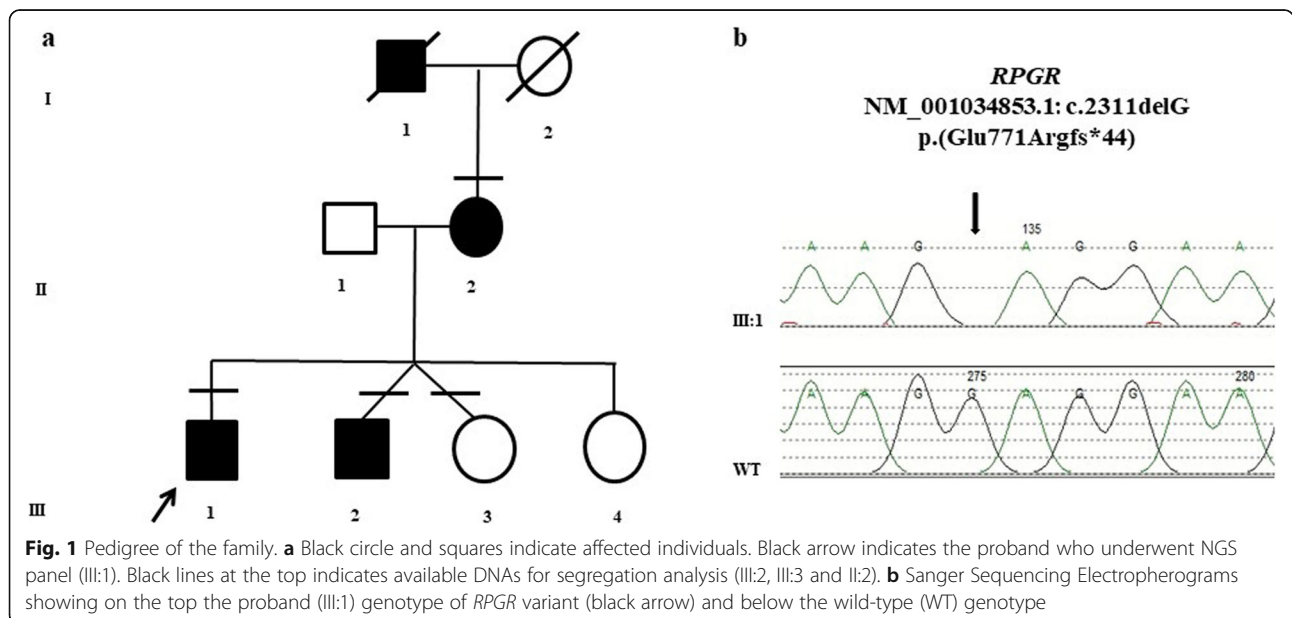 a
I
1
2
1
2
II
1
2
3
4
III
b
RPGR
NM_001034853.1: c.2311delG
p.(Glu771Argfs*44)
135
A A G A G G A A
III:1
275 280
A A G G A G G A A
WT
Fig. 1 Pedigree of the family. a Black circle and squares indicate affected individuals. Black arrow indicates the proband who underwent NGS
panel (III:1). Black lines at the top indicates available DNAs for segregation analysis (III:2, III:3 and II:2). b Sanger Sequencing Electropherograms
showing on the top the proband (III:1) genotype of RPGR variant (black arrow) and below the wild-type (WT) genotype